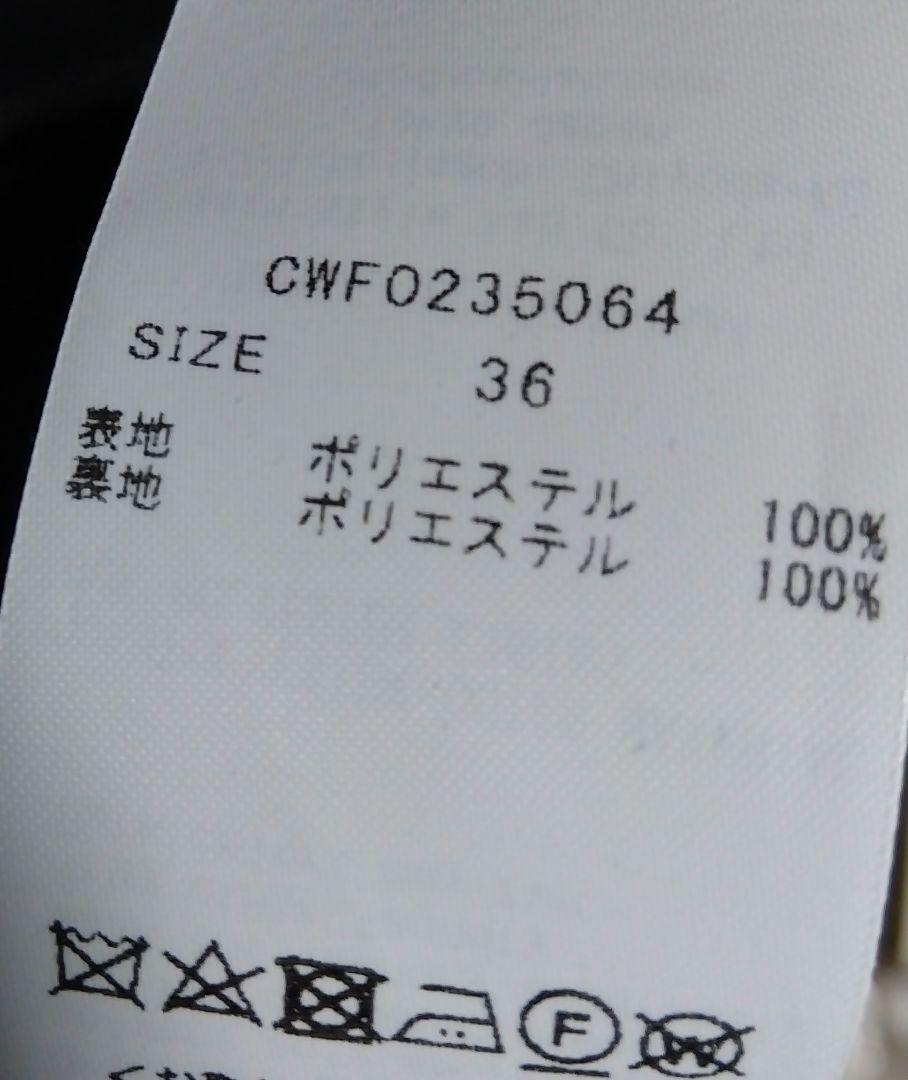 CWF0235064
SIZE 36
表地 ポリエステル 100%
裏地 ポリエステル 100%
F
W